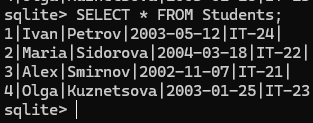 sqlite> SELECT * FROM Students;
1|Ivan|Petrov|2003-05-12|IT-24|
2|Maria|Sidorova|2004-03-18|IT-22|
3|Alex|Smirnov|2002-11-07|IT-21|
4|Olga|Kuznetsova|2003-01-25|IT-23
sqlite>